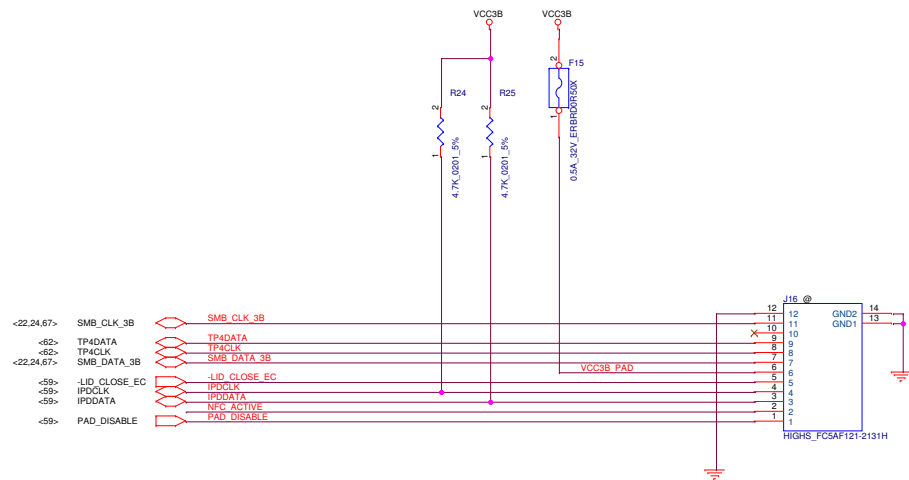 VCC3B VCC3B
2 F15
R24 R25
2 2
1
1 1
4.7K_0201_5% 4.7K_0201_5% 0.5A_32V_ERBRD0R50X
J16 @
12 12 GND2 14
<22,24,67> SMB_CLK_3B SMB_CLK_3B 11 11 GND1 13
10 10
<62> TP4DATA TP4DATA 9 9
<62> TP4CLK TP4CLK 8 8
<22,24,67> SMB_DATA_3B SMB_DATA_3B 7 7
VCC3B_PAD 6 6
<59> -LID_CLOSE_EC -LID_CLOSE_EC 5 5
<59> IPDCLK IPDCLK 4 4
<59> IPDDATA IPDDATA 3 3
NFC_ACTIVE 2 2
<59> PAD_DISABLE PAD_DISABLE 1 1
HIGHS_FC5AF121-2131H